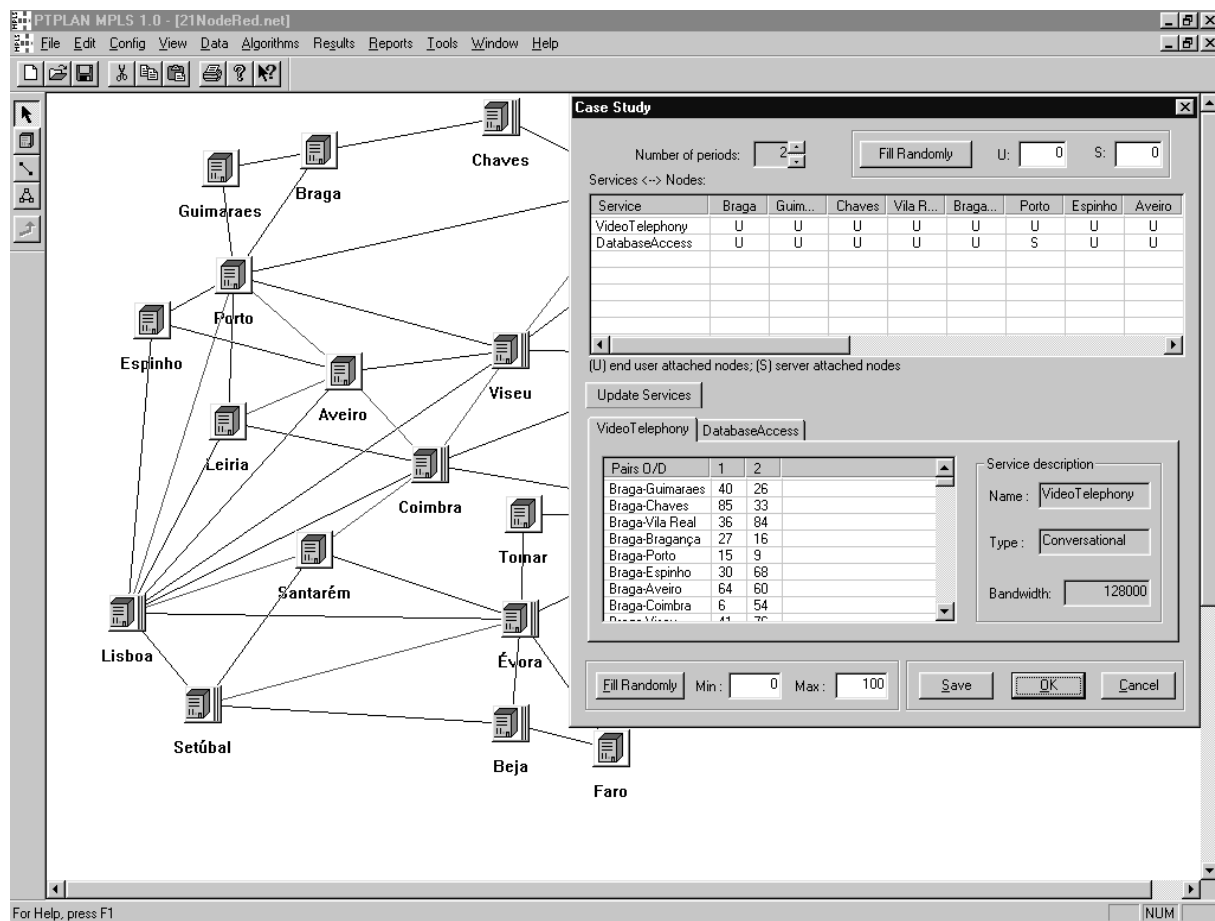 PTPLAN MPLS 1.0 - [21NodeRed.net]
File Edit Config View Data Algorithms Results Reports Tools Window Help
Chaves
Braga
Guimaraes
Porto
Espinho
Viseu
Aveiro
Leiria
Coimbra
Tomar
Santarém
Lisboa
Évora
Setúbal
Beja
Faro
Case Study
Number of periods: 2 Fill Randomly U: 0 S: 0
Services <--> Nodes:
Service Braga Guim... Chaves Vila R... Braga... Porto Espinho Aveiro
VideoTelephony U U U U U U U U
DatabaseAccess U U U U U S U U
(U) end user attached nodes; (S) server attached nodes
Update Services
VideoTelephony DatabaseAccess
Pairs O/D 1 2
Braga-Guimaraes 40 26
Braga-Chaves 85 33
Braga-Vila Real 36 84
Braga-Bragança 27 16
Braga-Porto 15 9
Braga-Espinho 30 68
Braga-Aveiro 64 60
Braga-Coimbra 6 54
Braga-Viseu 41 76
Service description
Name : VideoTelephony
Type : Conversational
Bandwidth: 128000
Fill Randomly Min : 0 Max : 100 Save OK Cancel
For Help, press F1
NUM